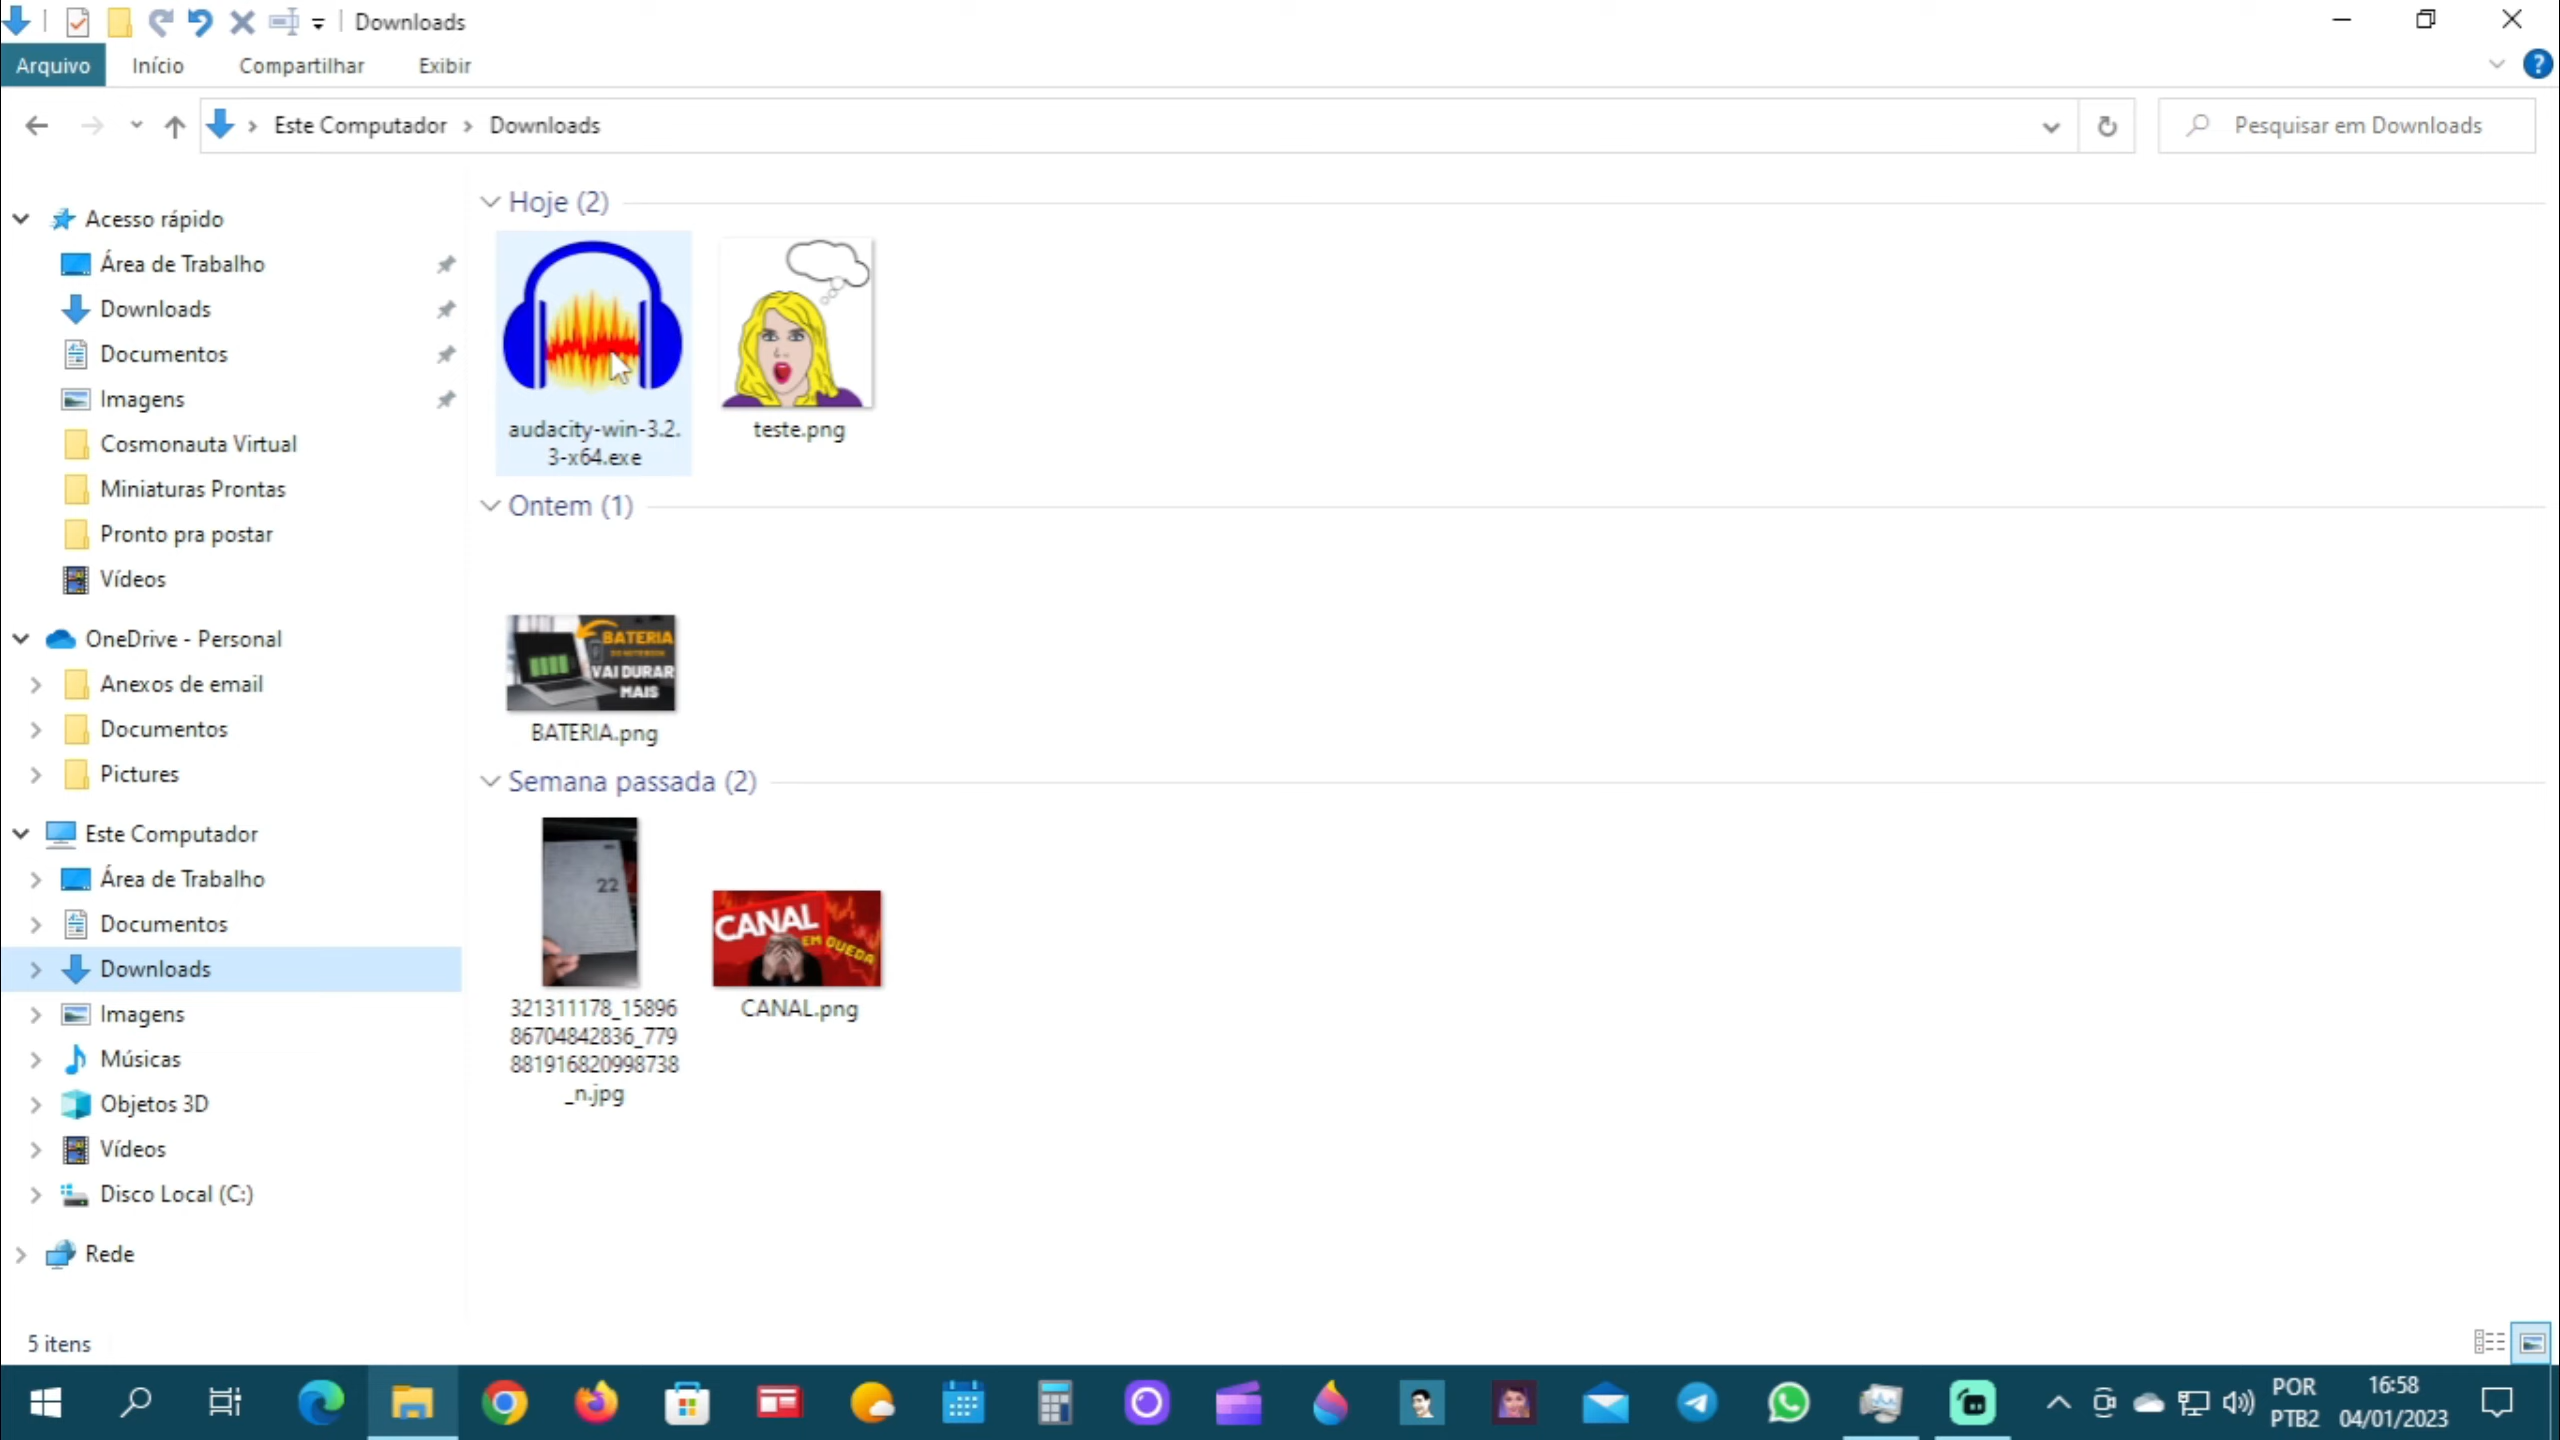 Downloads
Arquivo
Início
Compartilhar
Exibir
Este Computador
Downloads
Pesquisar em Downloads
Acesso rápido
Área de Trabalho
Downloads
Documentos
Imagens
Cosmonauta Virtual
Miniaturas Prontas
Pronto pra postar
Vídeos
OneDrive - Personal
Anexos de email
Documentos
Pictures
Este Computador
Área de Trabalho
Documentos
Downloads
Imagens
Músicas
Objetos 3D
Vídeos
Disco Local (C:)
Rede
Hoje (2)
audacity-win-3.2.
3-x64.exe
teste.png
Ontem (1)
BATERIA
DO NOTEBOOK
VAI DURAR
MAIS
BATERIA.png
Semana passada (2)
22
321311178_15896
86704842836_779
881916820998738
_n.jpg
CANAL
EM QUEDA
CANAL.png
5 itens
POR
PTB2
16:58
04/01/2023